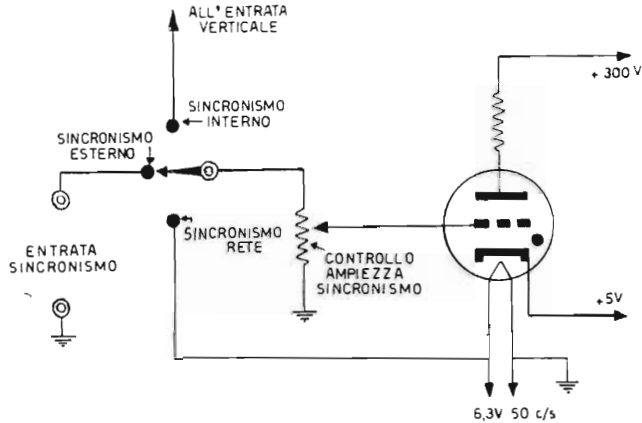 ALL'ENTRATA
VERTICALE
+ 300 V
SINCRONISMO
INTERNO
SINCRONISMO
ESTERNO
SINCRONISMO
RETE
ENTRATA
SINCRONISMO
CONTROLLO
AMPIEZZA
SINCRONISMO
+5V
6,3V 50 c/s